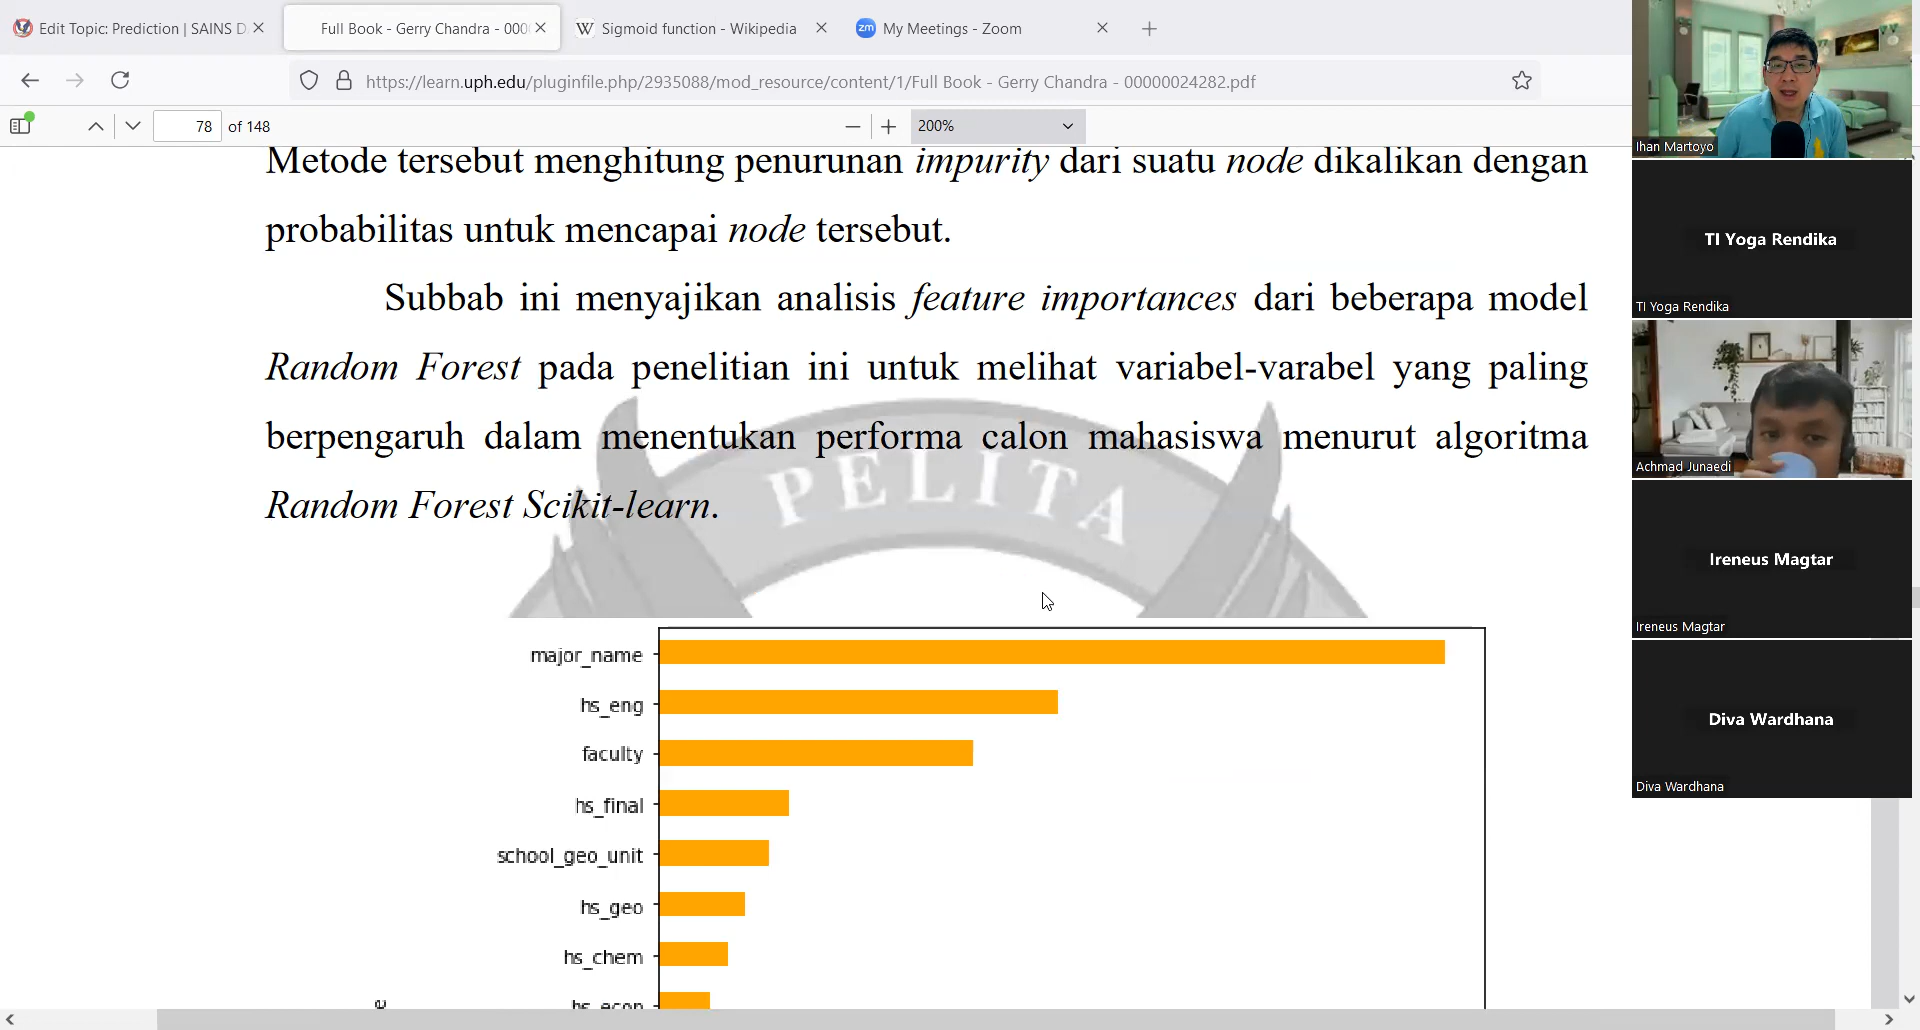 Edit Topic: Prediction | SAINS D
Full Book - Gerry Chandra - 000
Sigmoid function - Wikipedia
zm My Meetings - Zoom
https://learn.uph.edu/pluginfile.php/2935088/mod_resource/content/1/Full Book - Gerry Chandra - 00000024282.pdf
78 of 148
200%
Metode tersebut menghitung penurunan impurity dari suatu node dikalikan dengan
probabilitas untuk mencapai node tersebut.
Subbab ini menyajikan analisis feature importances dari beberapa model
Random Forest pada penelitian ini untuk melihat variabel-varabel yang paling
berpengaruh dalam menentukan performa calon mahasiswa menurut algoritma
Random Forest Scikit-learn.
PELITA
major_name
hs_eng
faculty
hs_final
school_geo_unit
hs_geo
hs_chem
hs_econ
e
Ihan Martoyo
TI Yoga Rendika
TI Yoga Rendika
Achmad Junaedi
Ireneus Magtar
Ireneus Magtar
Diva Wardhana
Diva Wardhana